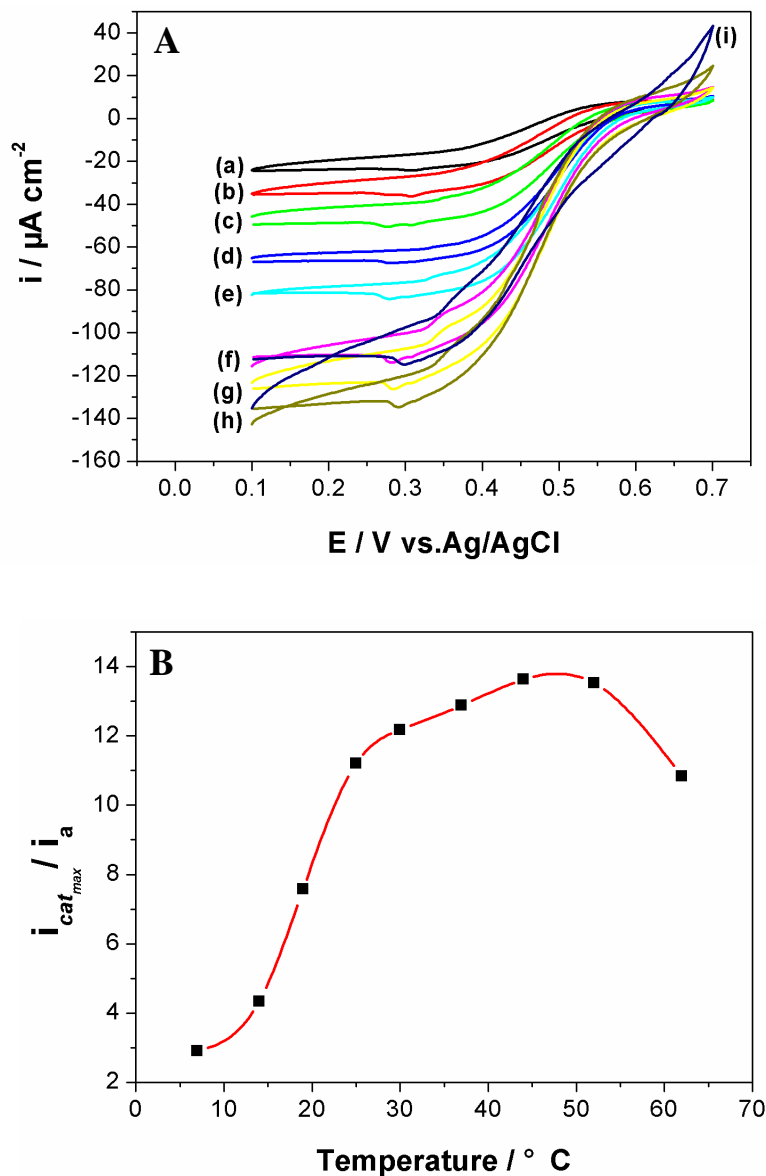 A
(i)
40
20
0
-20
-40
-60
-80
-100
-120
-140
-160
(a)
(b)
(c)
(d)
(e)
(f)
(g)
(h)
i / µA cm-2
0.0 0.1 0.2 0.3 0.4 0.5 0.6 0.7
E / V vs.Ag/AgCl
B
14
12
10
8
6
4
2
i cat max / i a
0 10 20 30 40 50 60 70
Temperature / ° C